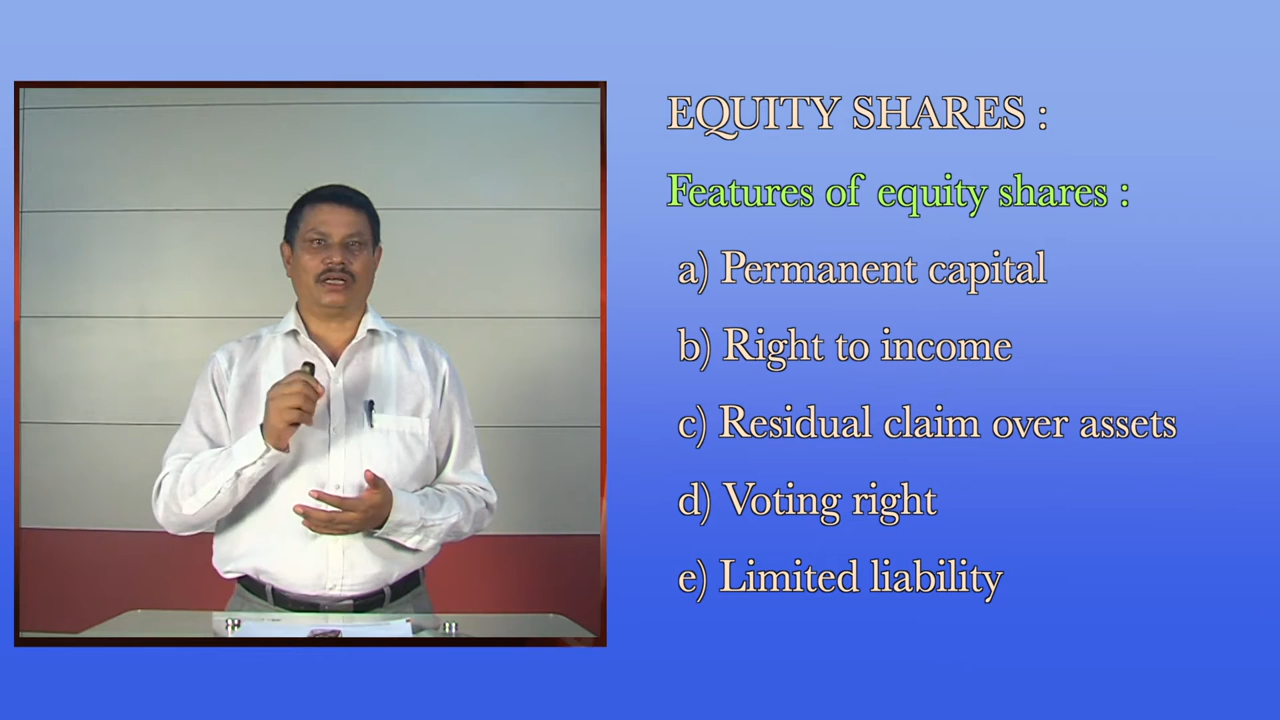 EQUITY SHARES :
Features of equity shares :
a) Permanent capital
b) Right to income
c) Residual claim over assets
d) Voting right
e) Limited liability